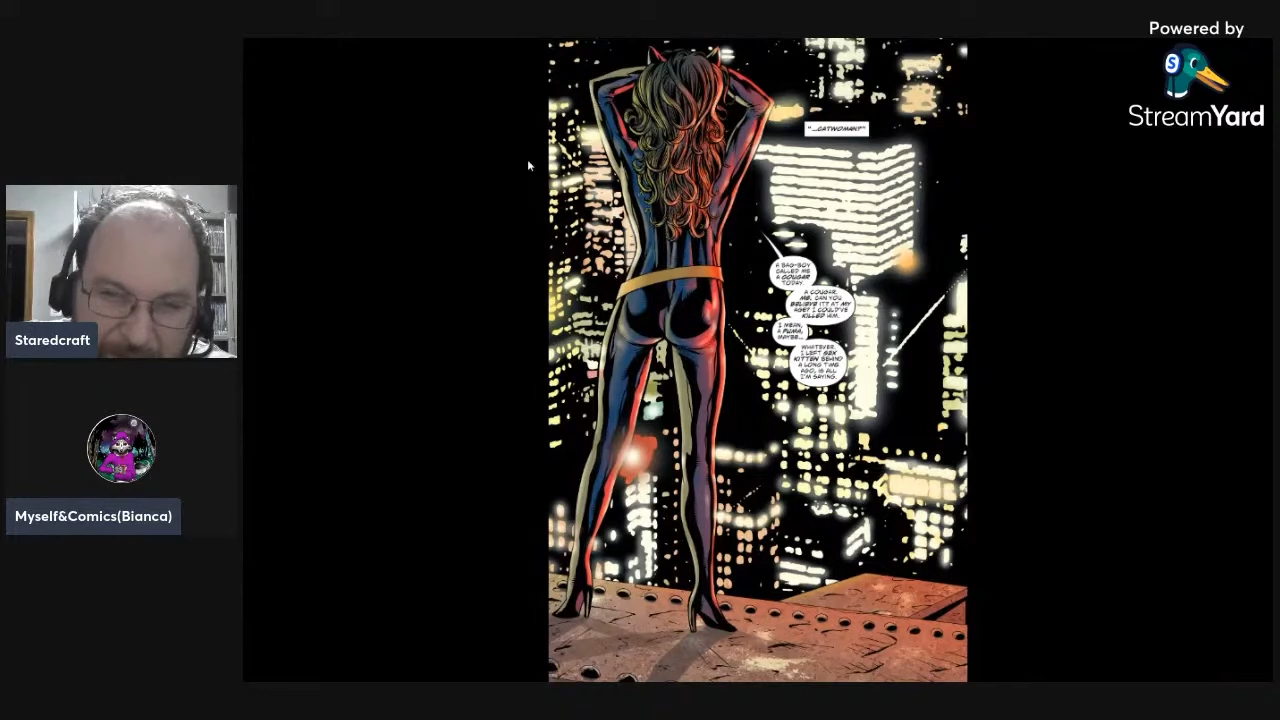 Powered by
StreamYard
"...CATWOMAN?"
A BAG-BOY
CALLED ME
A COUGAR
TODAY.
A COUGAR.
ME, CAN YOU
BELIEVE IT? AT MY
AGE? I COULD'VE
KILLED HIM.
I MEAN,
A PUMA,
MAYBE...
WHATEVER.
I LEFT SEX
KITTEN BEHIND
A LONG TIME
AGO, IS ALL
I'M SAYING.
Staredcraft
Myself&Comics(Bianca)